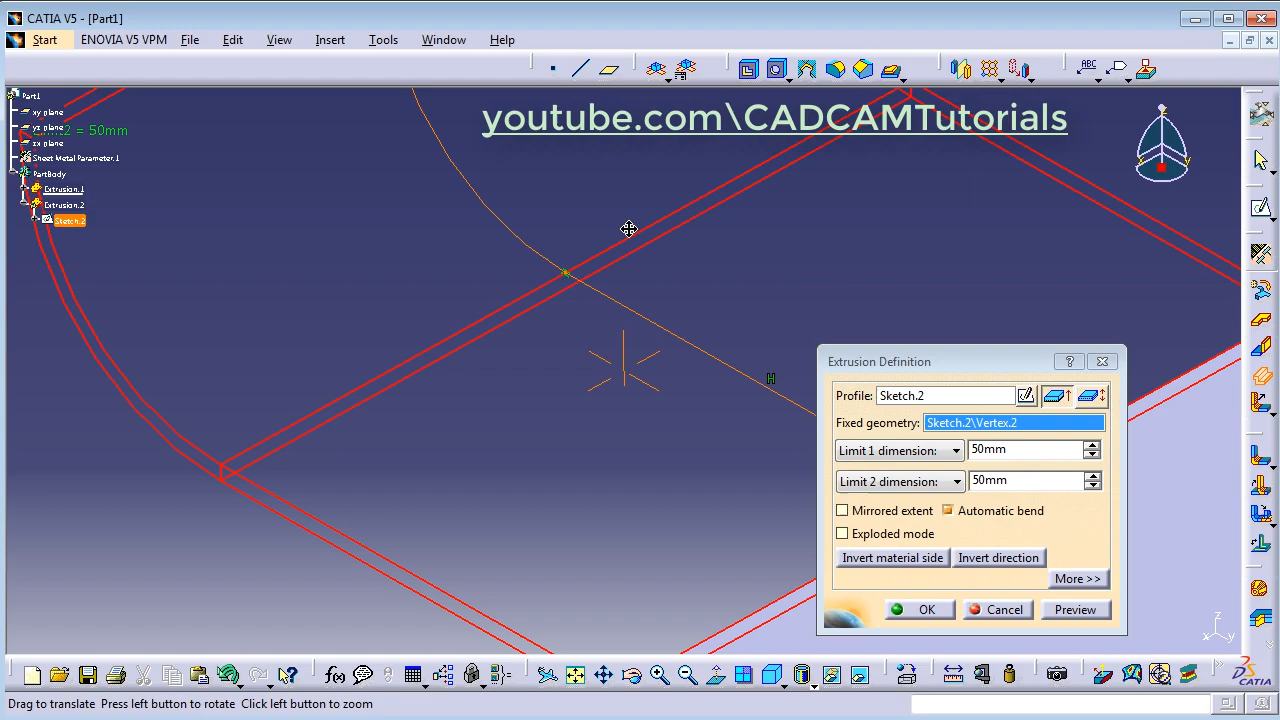 CATIA V5 - [Part1]
Start ENOVIA V5 VPM File Edit View Insert Tools Window Help
ABC
youtube.com\CADCAMTutorials
Part1
xy plane
yz plane
2 = 50mm
zx plane
Sheet Metal Parameter.1
PartBody
Extrusion.1
Extrusion.2
Sketch.2
z
y
H
Extrusion Definition
Profile: Sketch.2
Fixed geometry: Sketch.2\Vertex.2
Limit 1 dimension: 50mm
Limit 2 dimension: 50mm
Mirrored extent Automatic bend
Exploded mode
Invert material side Invert direction
More >>
OK Cancel Preview
z
x y
f(x)
CATIA
Drag to translate Press left button to rotate Click left button to zoom